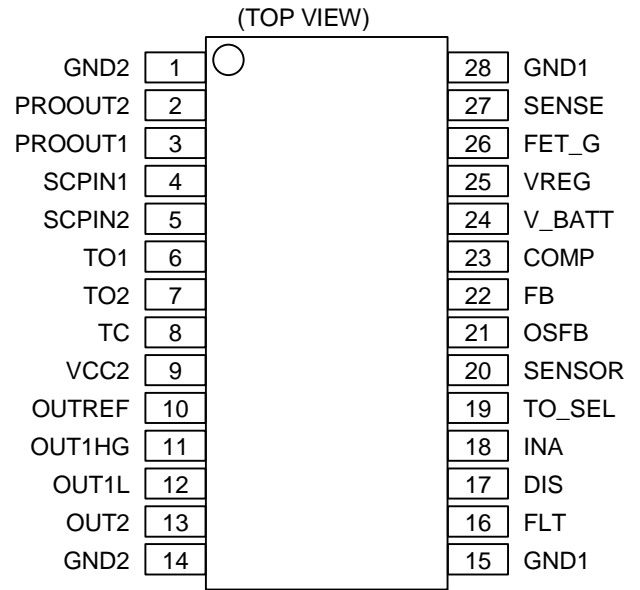 (TOP VIEW)
GND2 1 28 GND1
PROOUT2 2 27 SENSE
PROOUT1 3 26 FET_G
SCPIN1 4 25 VREG
SCPIN2 5 24 V_BATT
TO1 6 23 COMP
TO2 7 22 FB
TC 8 21 OSFB
VCC2 9 20 SENSOR
OUTREF 10 19 TO_SEL
OUT1HG 11 18 INA
OUT1L 12 17 DIS
OUT2 13 16 FLT
GND2 14 15 GND1